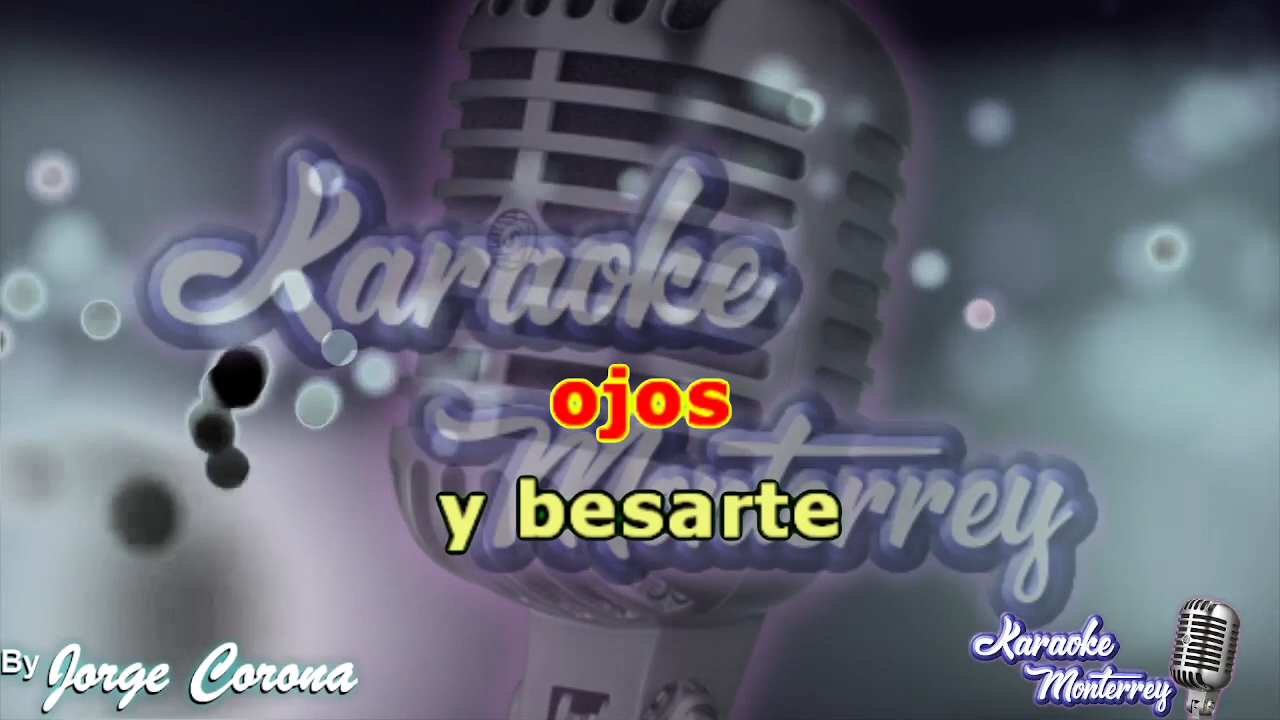 Karaoke
Monterrey
ojos
y besarte
By Jorge Corona
Karaoke
Monterrey